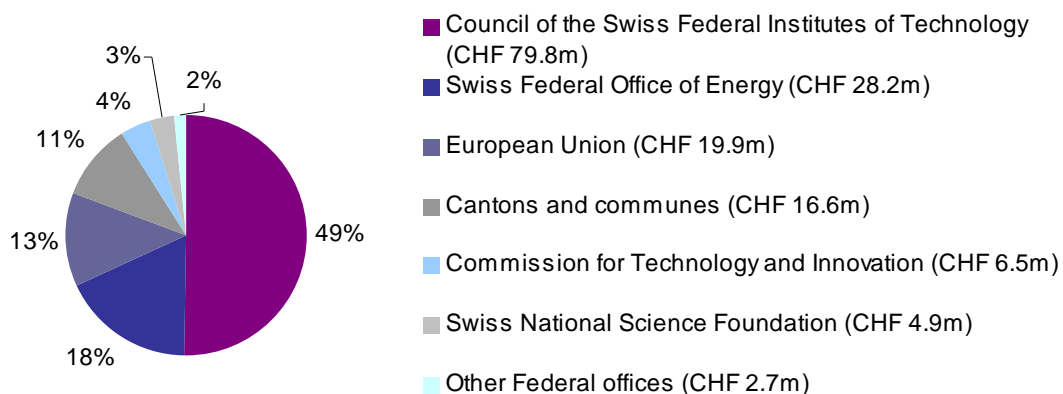 3%
2%
4%
11%
13%
49%
18%
Council of the Swiss Federal Institutes of Technology
(CHF 79.8m)
Swiss Federal Office of Energy (CHF 28.2m)
European Union (CHF 19.9m)
Cantons and communes (CHF 16.6m)
Commission for Technology and Innovation (CHF 6.5m)
Swiss National Science Foundation (CHF 4.9m)
Other Federal offices (CHF 2.7m)